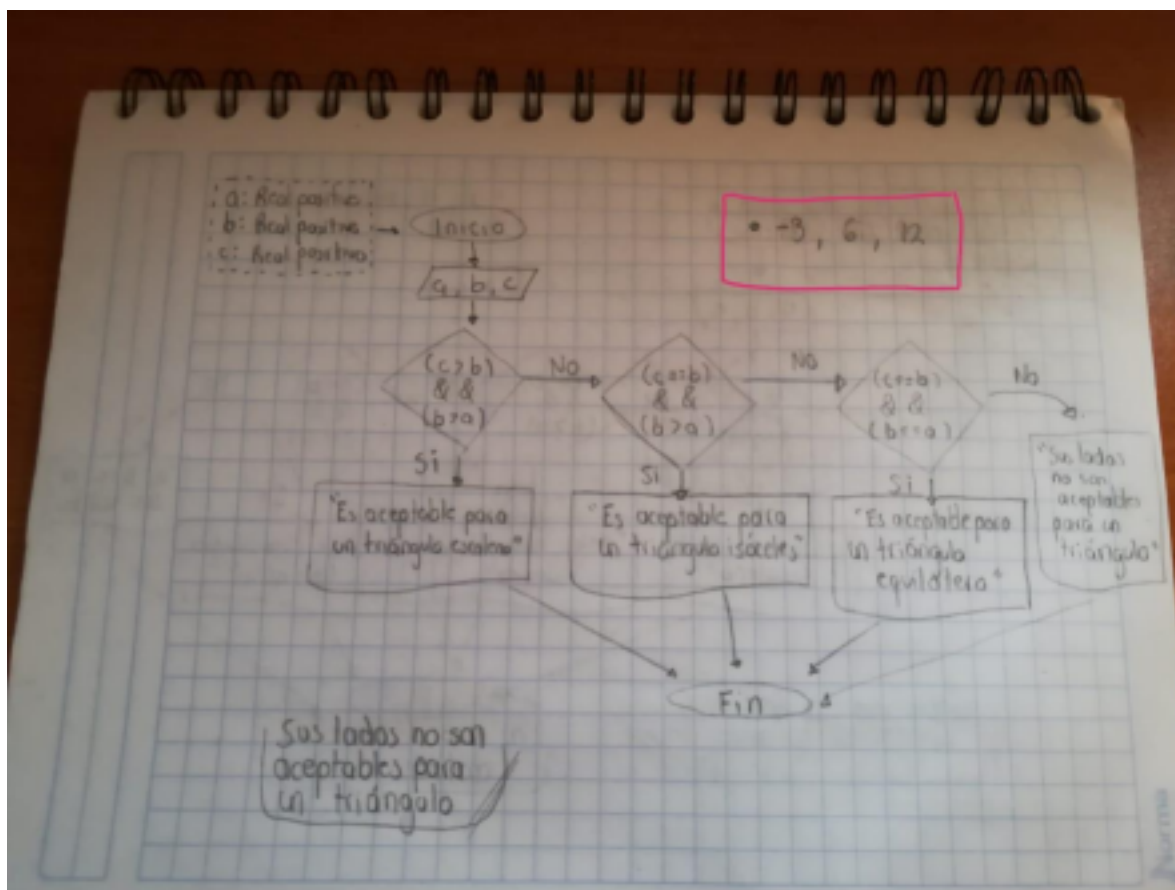 a: Real positivo
b: Real positivo
c: Real positivo
Inicio
• -3, 6, 12
a, b, c
(c>b)
&&
(b>a)
No
(c==b)
&&
(b>a)
NO
(c==b)
&&
(b==a)
No
Si
Si
Si
"Es aceptable para
un triángulo escaleno"
"Es aceptable para
un triángulo isóceles"
"Es aceptable para
un triángulo
equilátero"
"Sus lados
no son
aceptables
para un
triángulo"
Fin
Sus lados no son
aceptables para
un triángulo
Norma